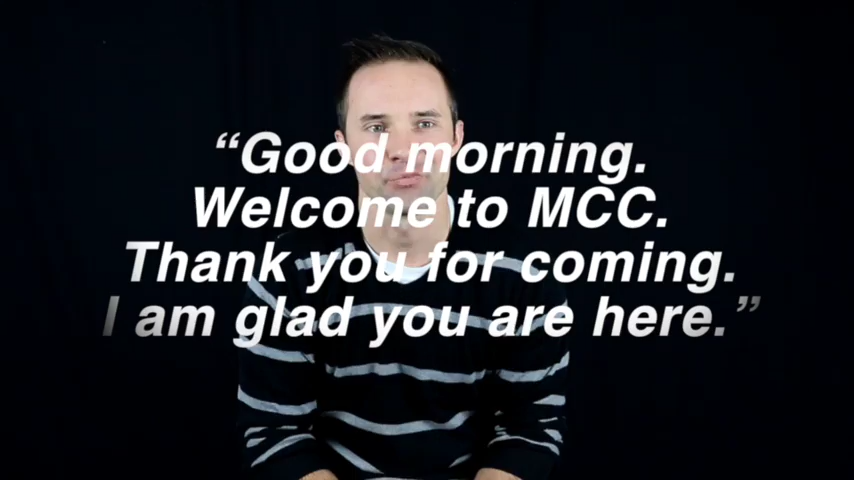 “Good morning.
Welcome to MCC.
Thank you for coming.
I am glad you are here.”